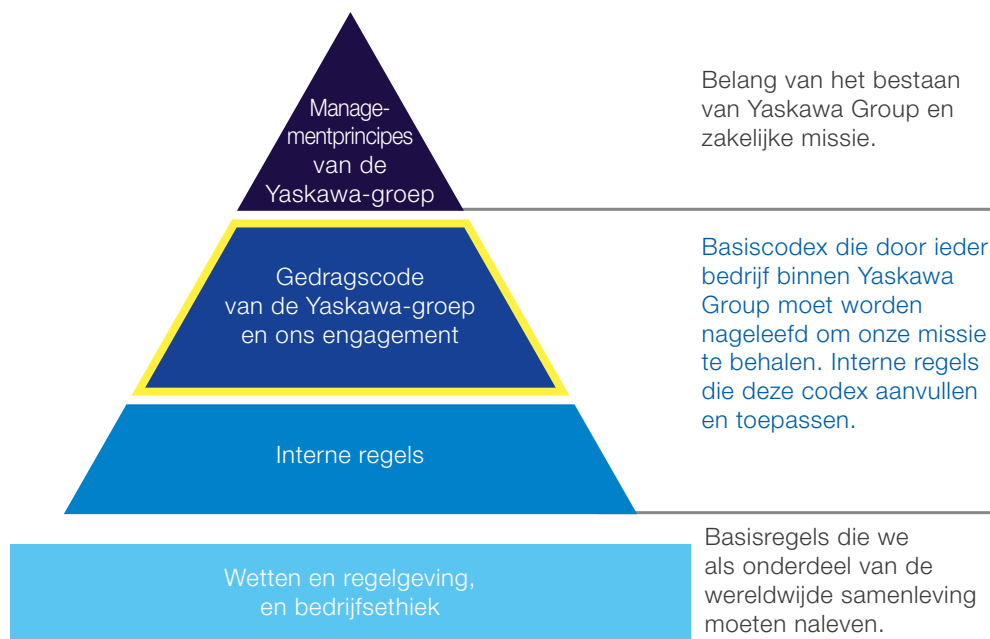 Manage-
mentprincipes
van de
Yaskawa-groep
Belang van het bestaan
van Yaskawa Group en
zakelijke missie.
Gedragscode
van de Yaskawa-groep
en ons engagement
Basiscodex die door ieder
bedrijf binnen Yaskawa
Group moet worden
nageleefd om onze missie
te behalen. Interne regels
die deze codex aanvullen
en toepassen.
Interne regels
Wetten en regelgeving,
en bedrijfsethiek
Basisregels die we
als onderdeel van de
wereldwijde samenleving
moeten naleven.